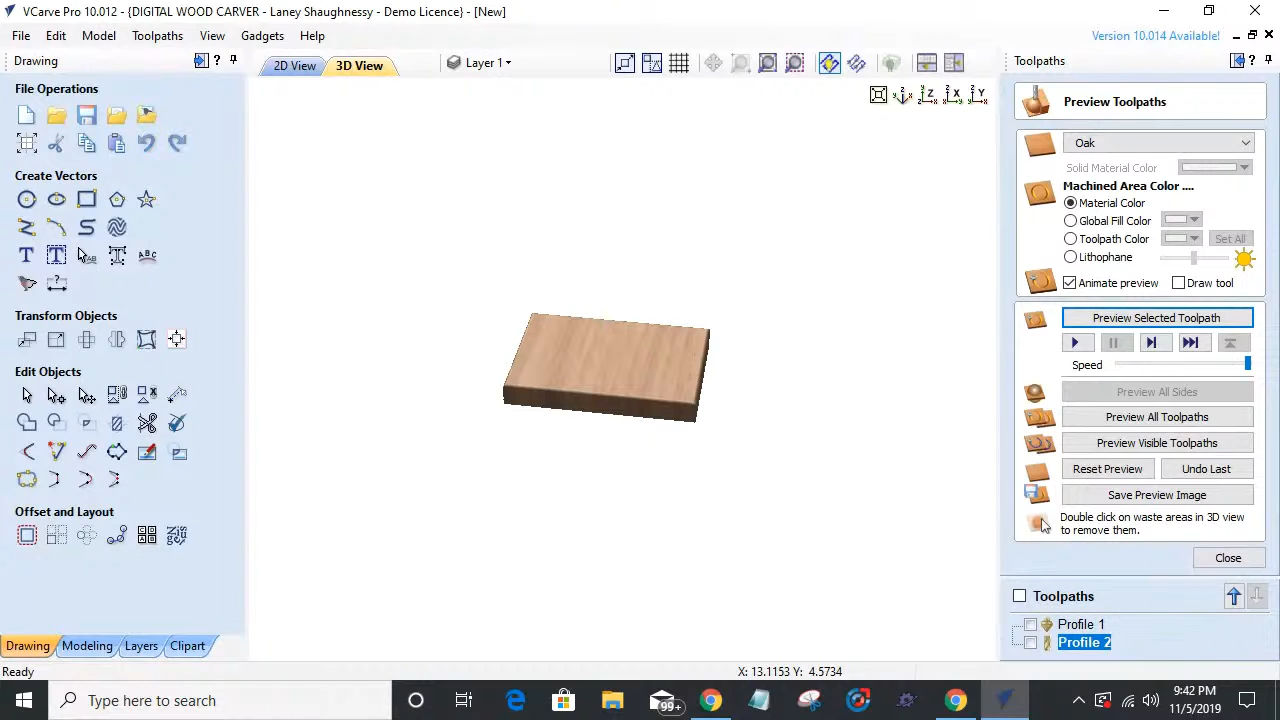 VCarve Pro 10.012 - {DIGITAL WOOD CARVER - Laney Shaughnessy - Demo Licence} - [New]
File Edit Model Toolpaths View Gadgets Help
Version 10.014 Available!
Drawing
?
2D View
3D View
Layer 1
Toolpaths
?
File Operations
Create Vectors
Transform Objects
Edit Objects
Offset and Layout
Drawing
Modeling
Layers
Clipart
Z
X
Y
Preview Toolpaths
Oak
Solid Material Color
Machined Area Color ....
Material Color
Global Fill Color
Toolpath Color
Set All
Lithophane
Animate preview
Draw tool
Preview Selected Toolpath
Speed
Preview All Sides
Preview All Toolpaths
Preview Visible Toolpaths
Reset Preview
Undo Last
Save Preview Image
Double click on waste areas in 3D view
to remove them.
Close
Toolpaths
Profile 1
Profile 2
Ready
X: 13.1153 Y: 4.5734
Type here to search
99+
9:42 PM
11/5/2019